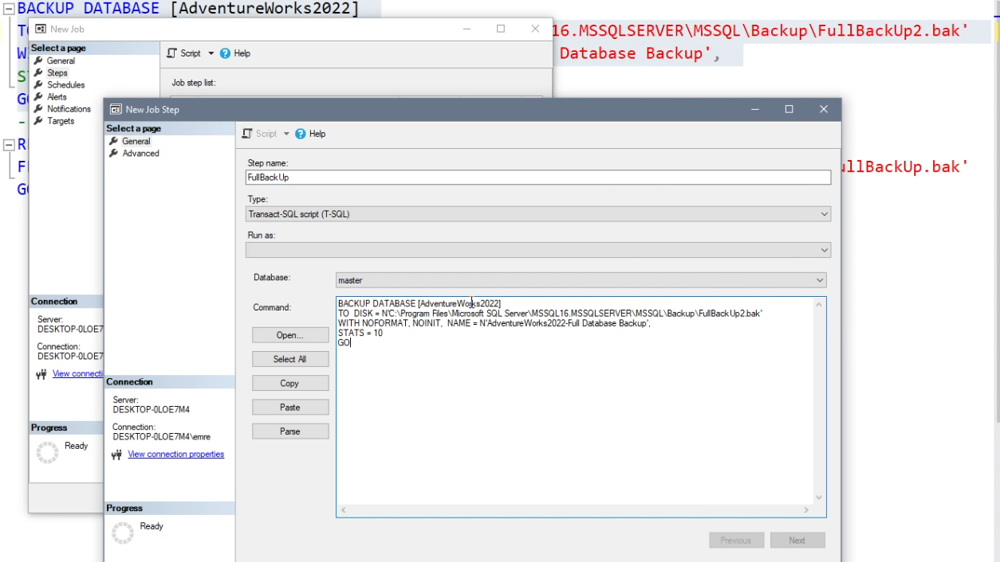 BACKUP DATABASE [AdventureWorks2022]
New Job
16.MSSQLSERVER\MSSQL\Backup\FullBackUp2.bak'
Database Backup',
Select a page
General
Steps
Schedules
Alerts
Notifications
Targets
Script
Help
Job step list:
Connection
Server:
DESKTOP-0LOE7
Connection:
DESKTOP-0LOE7
View connecti
Progress
Ready
New Job Step
Select a page
General
Advanced
Script
Help
Step name:
FullBackUp
Type:
Transact-SQL script (T-SQL)
Run as:
Database:
master
Command:
BACKUP DATABASE [AdventureWorks2022]
TO  DISK = N'C:\Program Files\Microsoft SQL Server\MSSQL16.MSSQLSERVER\MSSQL\Backup\FullBackUp2.bak'
WITH NOFORMAT, NOINIT,  NAME = N'AdventureWorks2022-Full Database Backup',
STATS = 10
GO
Open...
Select All
Copy
Paste
Parse
Connection
Server:
DESKTOP-0LOE7M4
Connection:
DESKTOP-0LOE7M4\emre
View connection properties
Progress
Ready
Previous
Next
ullBackUp.bak'